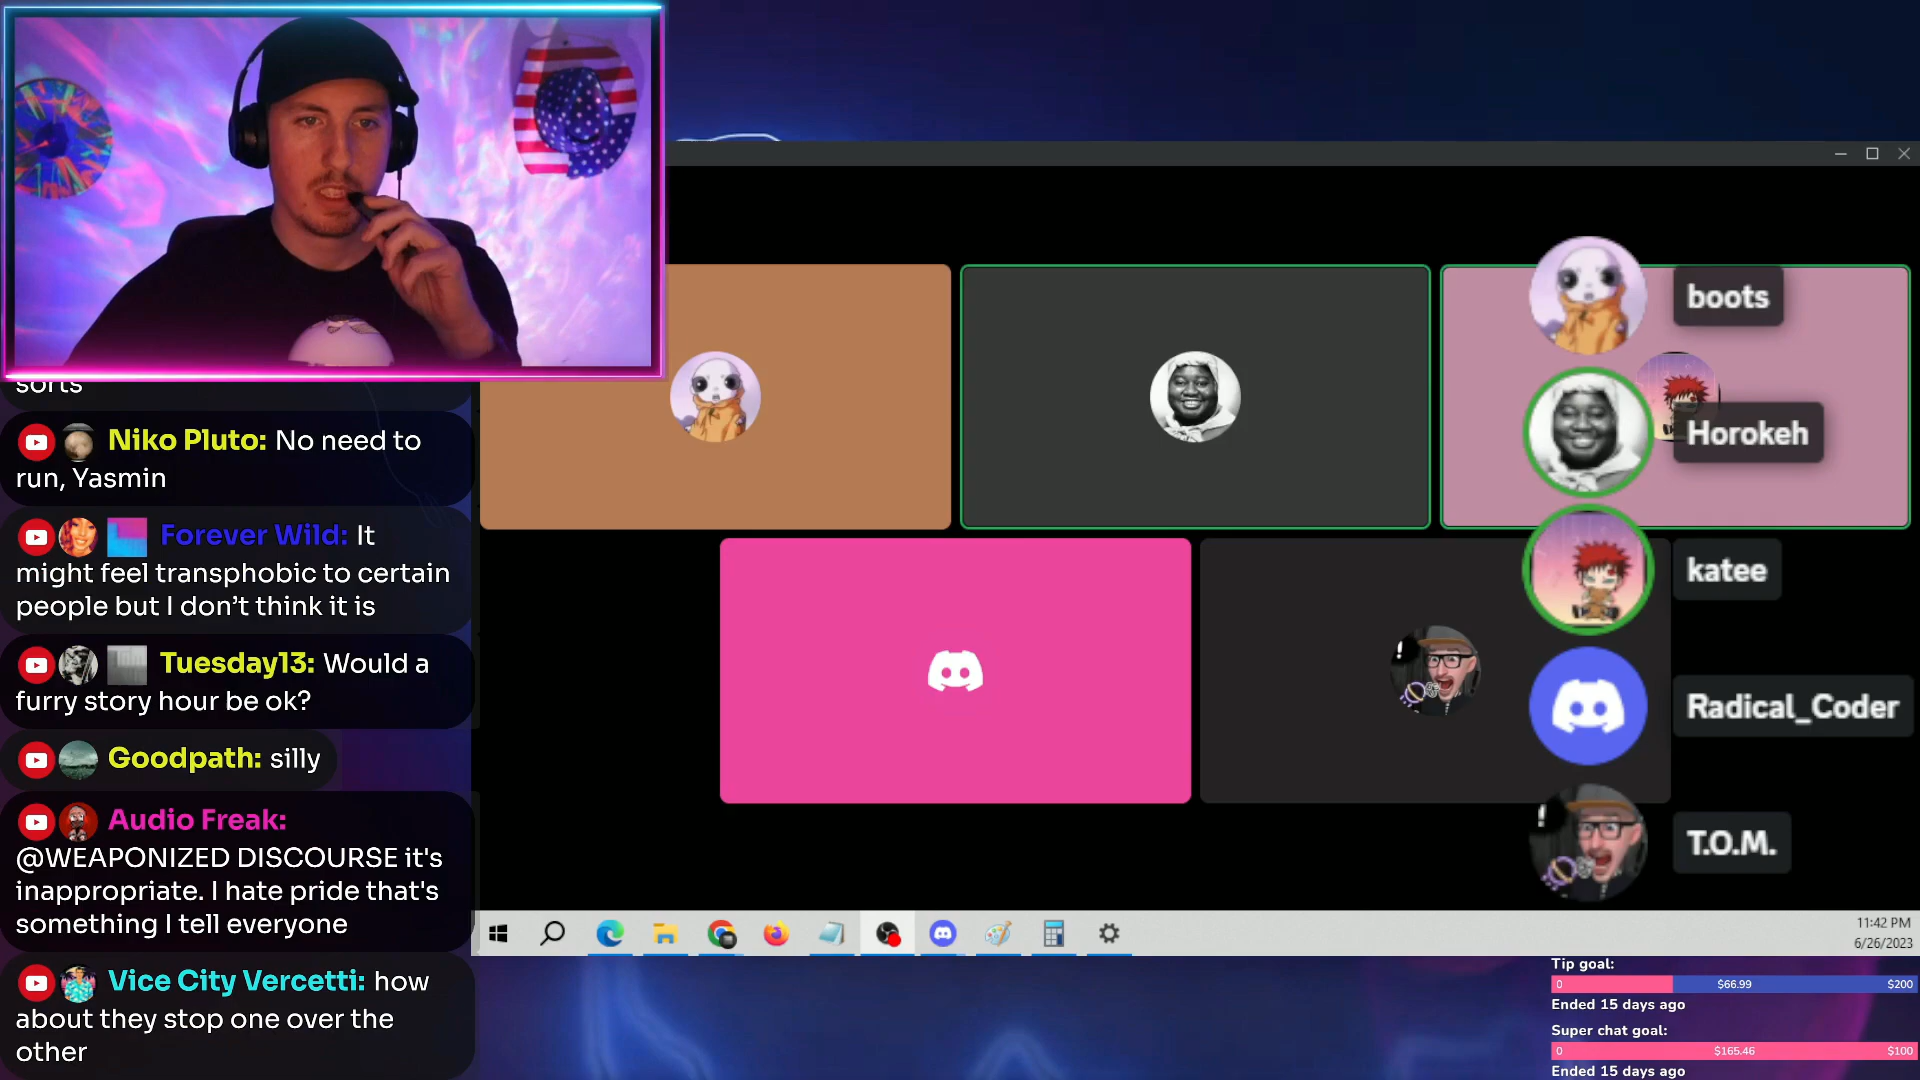 sorts
Niko Pluto: No need to
run, Yasmin
Forever Wild: It
might feel transphobic to certain
people but I don't think it is
Tuesday13: Would a
furry story hour be ok?
Goodpath: silly
Audio Freak:
@WEAPONIZED DISCOURSE it's
inappropriate. I hate pride that's
something I tell everyone
Vice City Vercetti: how
about they stop one over the
other
boots
Horokeh
katee
Radical_Coder
T.O.M.
11:42 PM
6/26/2023
Tip goal:
0 $66.99 $200
Ended 15 days ago
Super chat goal:
0 $165.46 $100
Ended 15 days ago